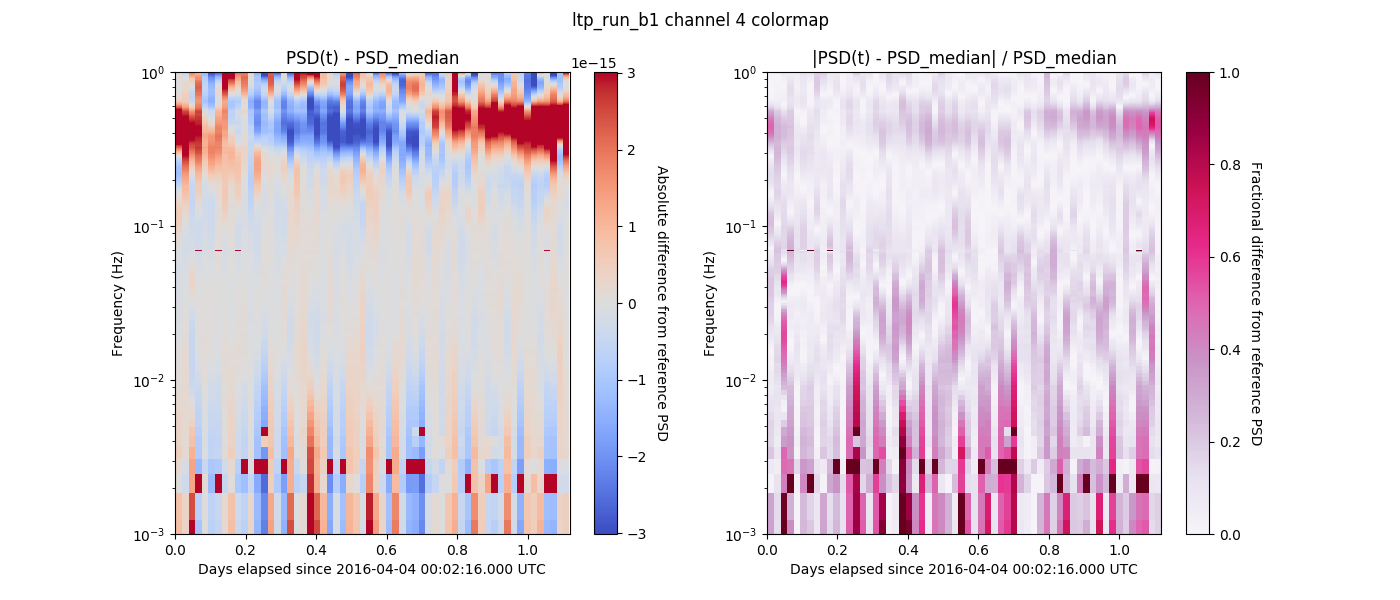 ltp_run_b1 channel 4 colormap
PSD(t) - PSD_median
1e−15
Frequency (Hz)
10⁰
10⁻¹
10⁻²
10⁻³
0.0 0.2 0.4 0.6 0.8 1.0
Days elapsed since 2016-04-04 00:02:16.000 UTC
3
2
1
0
−1
−2
−3
Absolute difference from reference PSD
|PSD(t) - PSD_median| / PSD_median
Frequency (Hz)
10⁰
10⁻¹
10⁻²
10⁻³
0.0 0.2 0.4 0.6 0.8 1.0
Days elapsed since 2016-04-04 00:02:16.000 UTC
1.0
0.8
0.6
0.4
0.2
0.0
Fractional difference from reference PSD